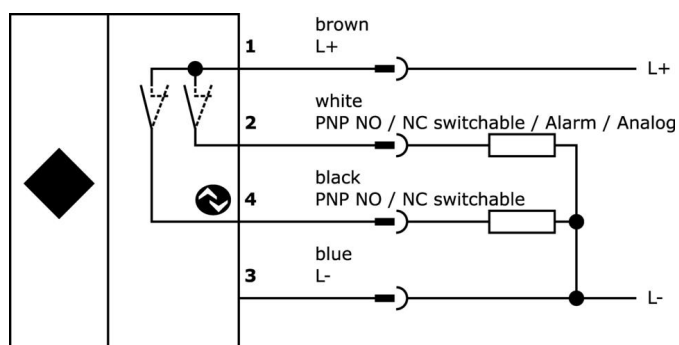 brown
1 L+
L+
white
2 PNP NO / NC switchable / Alarm / Analog
black
4 PNP NO / NC switchable
blue
3 L-
L-